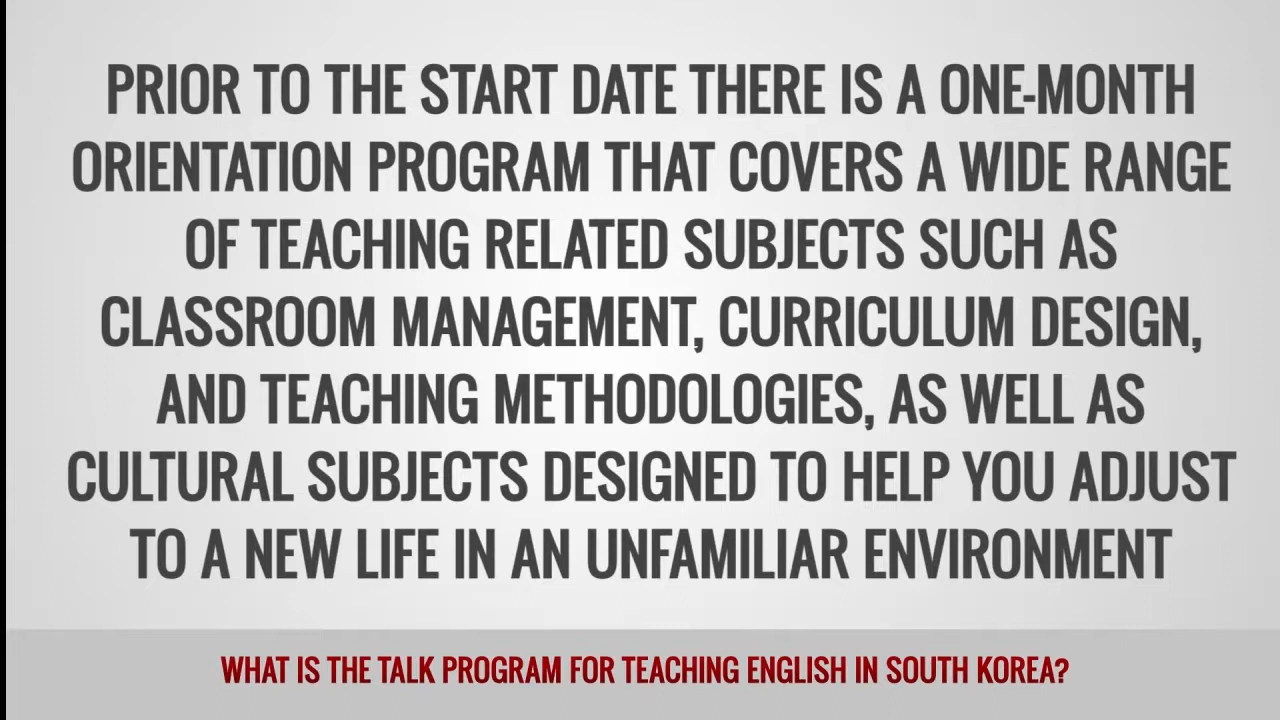 PRIOR TO THE START DATE THERE IS A ONE-MONTH
ORIENTATION PROGRAM THAT COVERS A WIDE RANGE
OF TEACHING RELATED SUBJECTS SUCH AS
CLASSROOM MANAGEMENT, CURRICULUM DESIGN,
AND TEACHING METHODOLOGIES, AS WELL AS
CULTURAL SUBJECTS DESIGNED TO HELP YOU ADJUST
TO A NEW LIFE IN AN UNFAMILIAR ENVIRONMENT
WHAT IS THE TALK PROGRAM FOR TEACHING ENGLISH IN SOUTH KOREA?